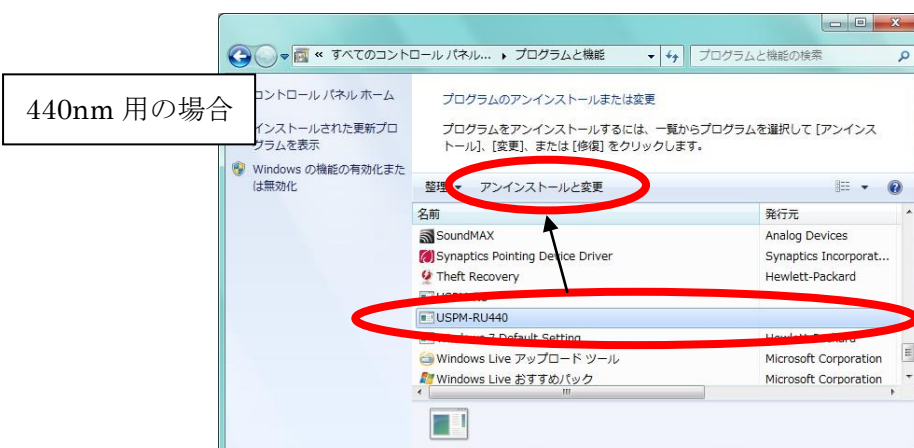 « すべてのコントロール パネル... ▸ プログラムと機能
プログラムと機能の検索
440nm 用の場合
コントロール パネル ホーム
インストールされた更新プロ
グラムを表示
Windows の機能の有効化また
は無効化
プログラムのアンインストールまたは変更
プログラムをアンインストールするには、一覧からプログラムを選択して [アンインス
トール]、[変更]、または [修復] をクリックします。
整理 アンインストールと変更
名前 発行元
SoundMAX Analog Devices
Synaptics Pointing Device Driver Synaptics Incorporat...
Theft Recovery Hewlett-Packard
USPM-RU440
Windows 7 Default Setting Hewlett-Packard
Windows Live アップロード ツール Microsoft Corporation
Windows Live おすすめパック Microsoft Corporation